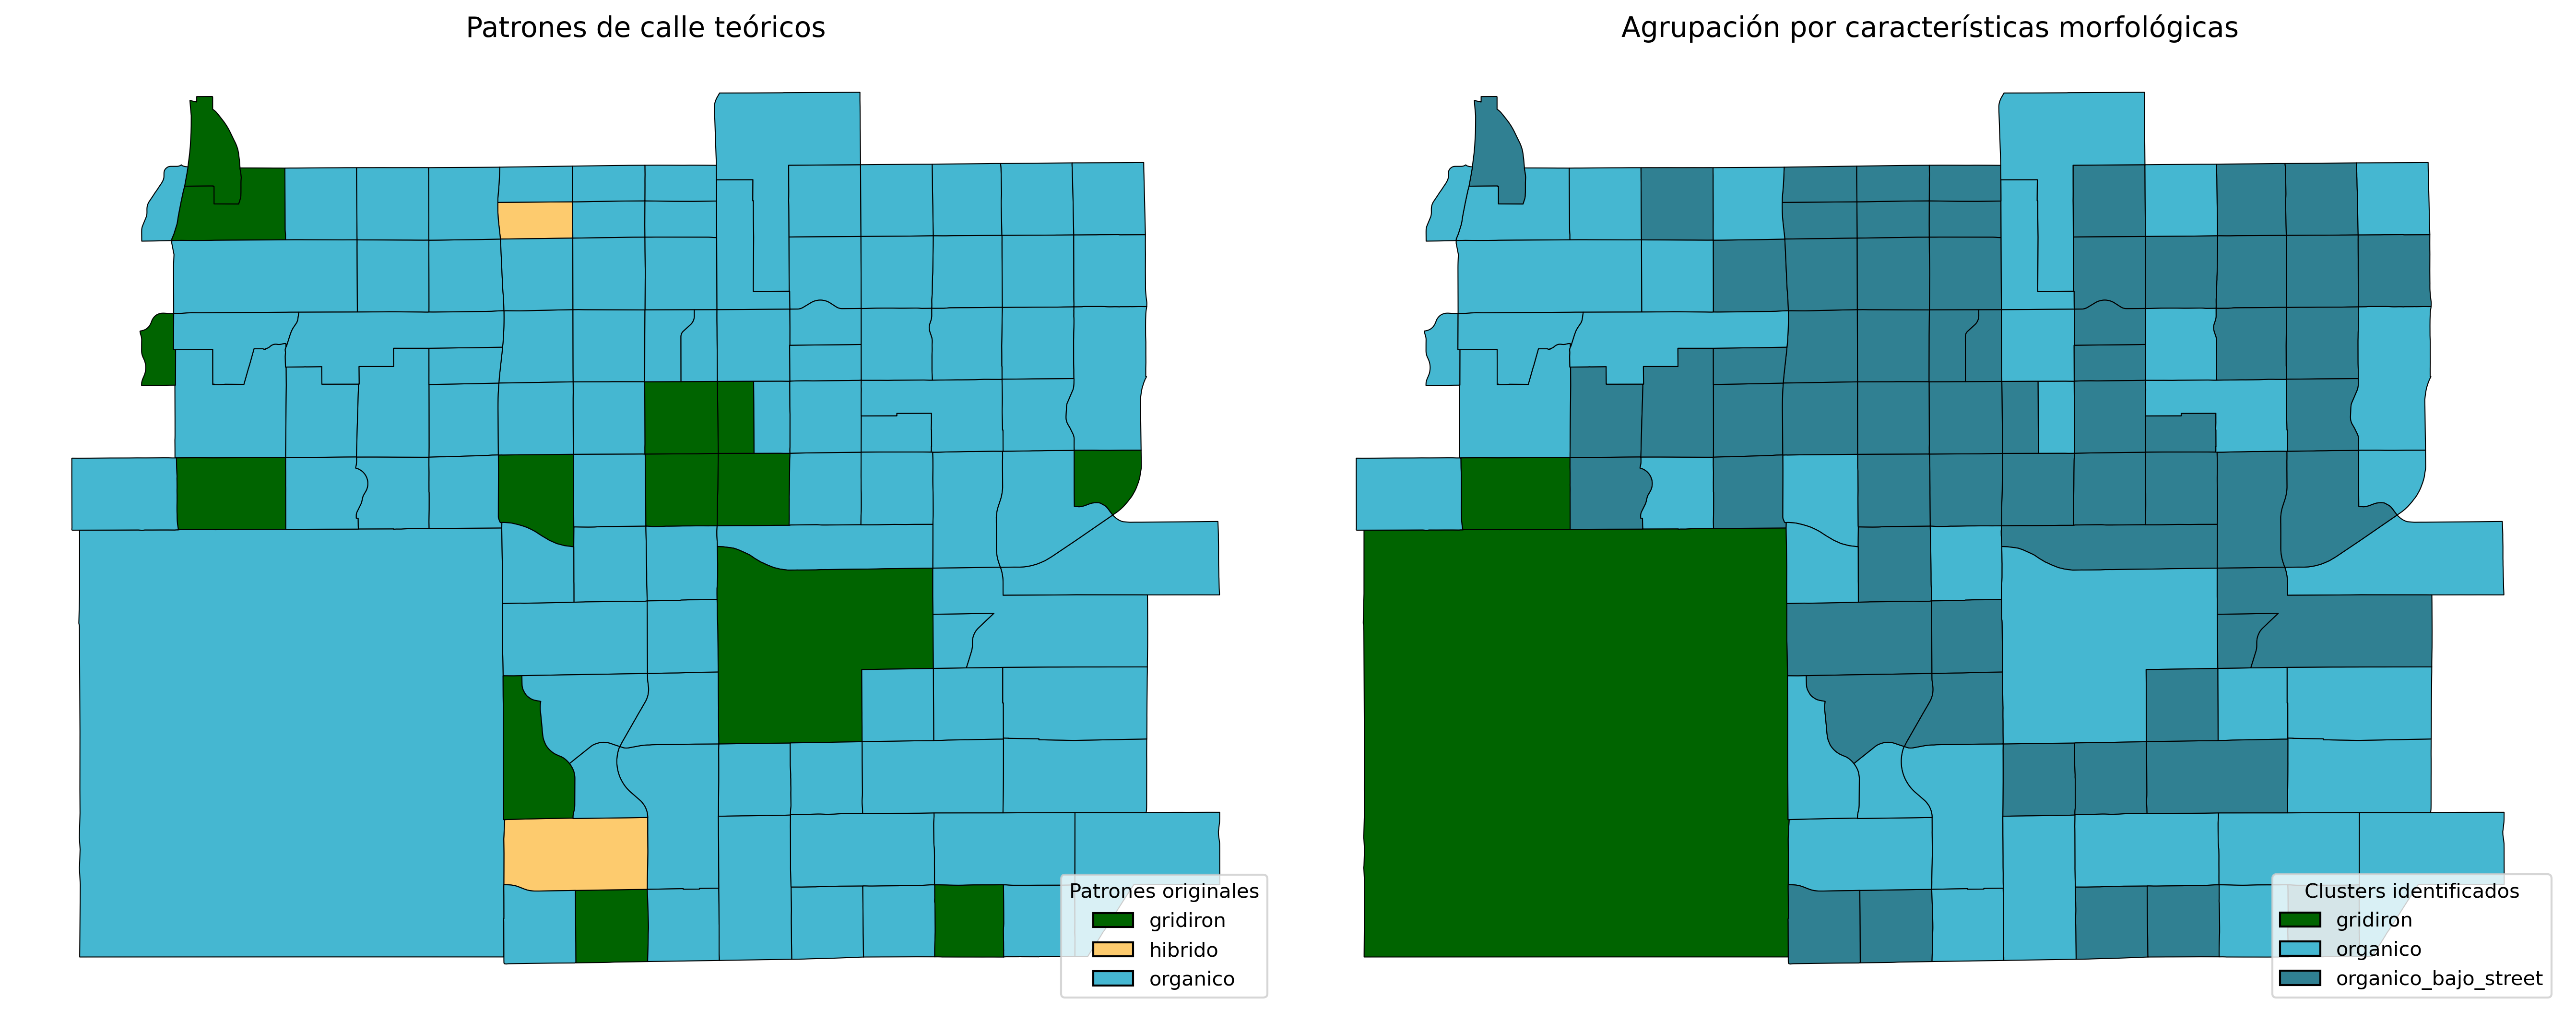 Patrones de calle teóricos
Agrupación por características morfológicas
Patrones originales
gridiron
hibrido
organico
Clusters identificados
gridiron
organico
organico_bajo_street